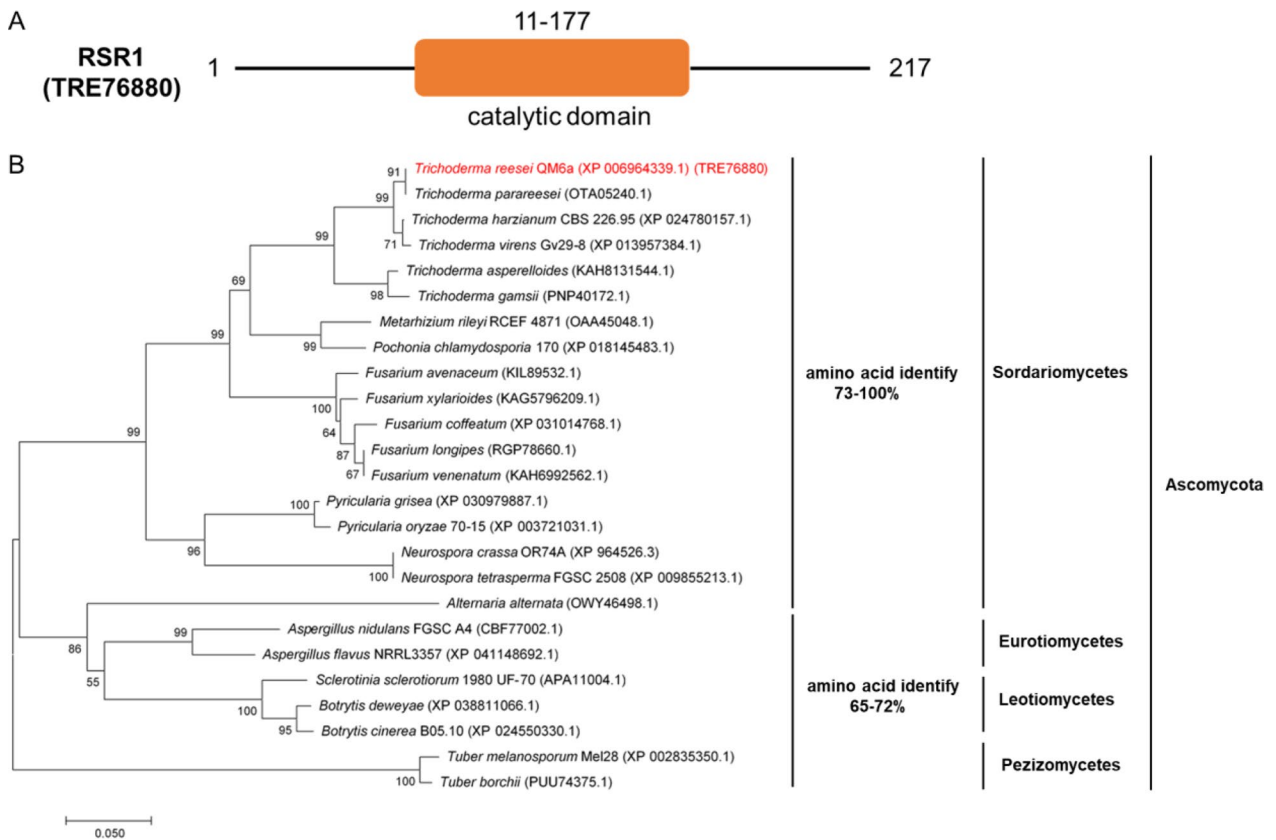 A
11-177
RSR1
(TRE76880)
1
217
catalytic domain
B
Trichoderma reesei QM6a (XP 006964339.1) (TRE76880)
Trichoderma parareesei (OTA05240.1)
Trichoderma harzianum CBS 226.95 (XP 024780157.1)
Trichoderma virens Gv29-8 (XP 013957384.1)
Trichoderma asperelloides (KAH8131544.1)
Trichoderma gamsii (PNP40172.1)
Metarhizium rileyi RCEF 4871 (OAA45048.1)
Pochonia chlamydosporia 170 (XP 018145483.1)
Fusarium avenaceum (KIL89532.1)
Fusarium xylarioides (KAG5796209.1)
Fusarium coffeatum (XP 031014768.1)
Fusarium longipes (RGP78660.1)
Fusarium venenatum (KAH6992562.1)
Pyricularia grisea (XP 030979887.1)
Pyricularia oryzae 70-15 (XP 003721031.1)
Neurospora crassa OR74A (XP 964526.3)
Neurospora tetrasperma FGSC 2508 (XP 009855213.1)
Alternaria alternata (OWY46498.1)
Aspergillus nidulans FGSC A4 (CBF77002.1)
Aspergillus flavus NRRL3357 (XP 041148692.1)
Sclerotinia sclerotiorum 1980 UF-70 (APA11004.1)
Botrytis deweyae (XP 038811066.1)
Botrytis cinerea B05.10 (XP 024550330.1)
Tuber melanosporum Mel28 (XP 002835350.1)
Tuber borchii (PUU74375.1)
91
99
71
99
98
69
99
99
100
64
87
67
99
100
96
100
99
86
55
100
95
100
0.050
amino acid identify
73-100%
amino acid identify
65-72%
Sordariomycetes
Eurotiomycetes
Leotiomycetes
Pezizomycetes
Ascomycota